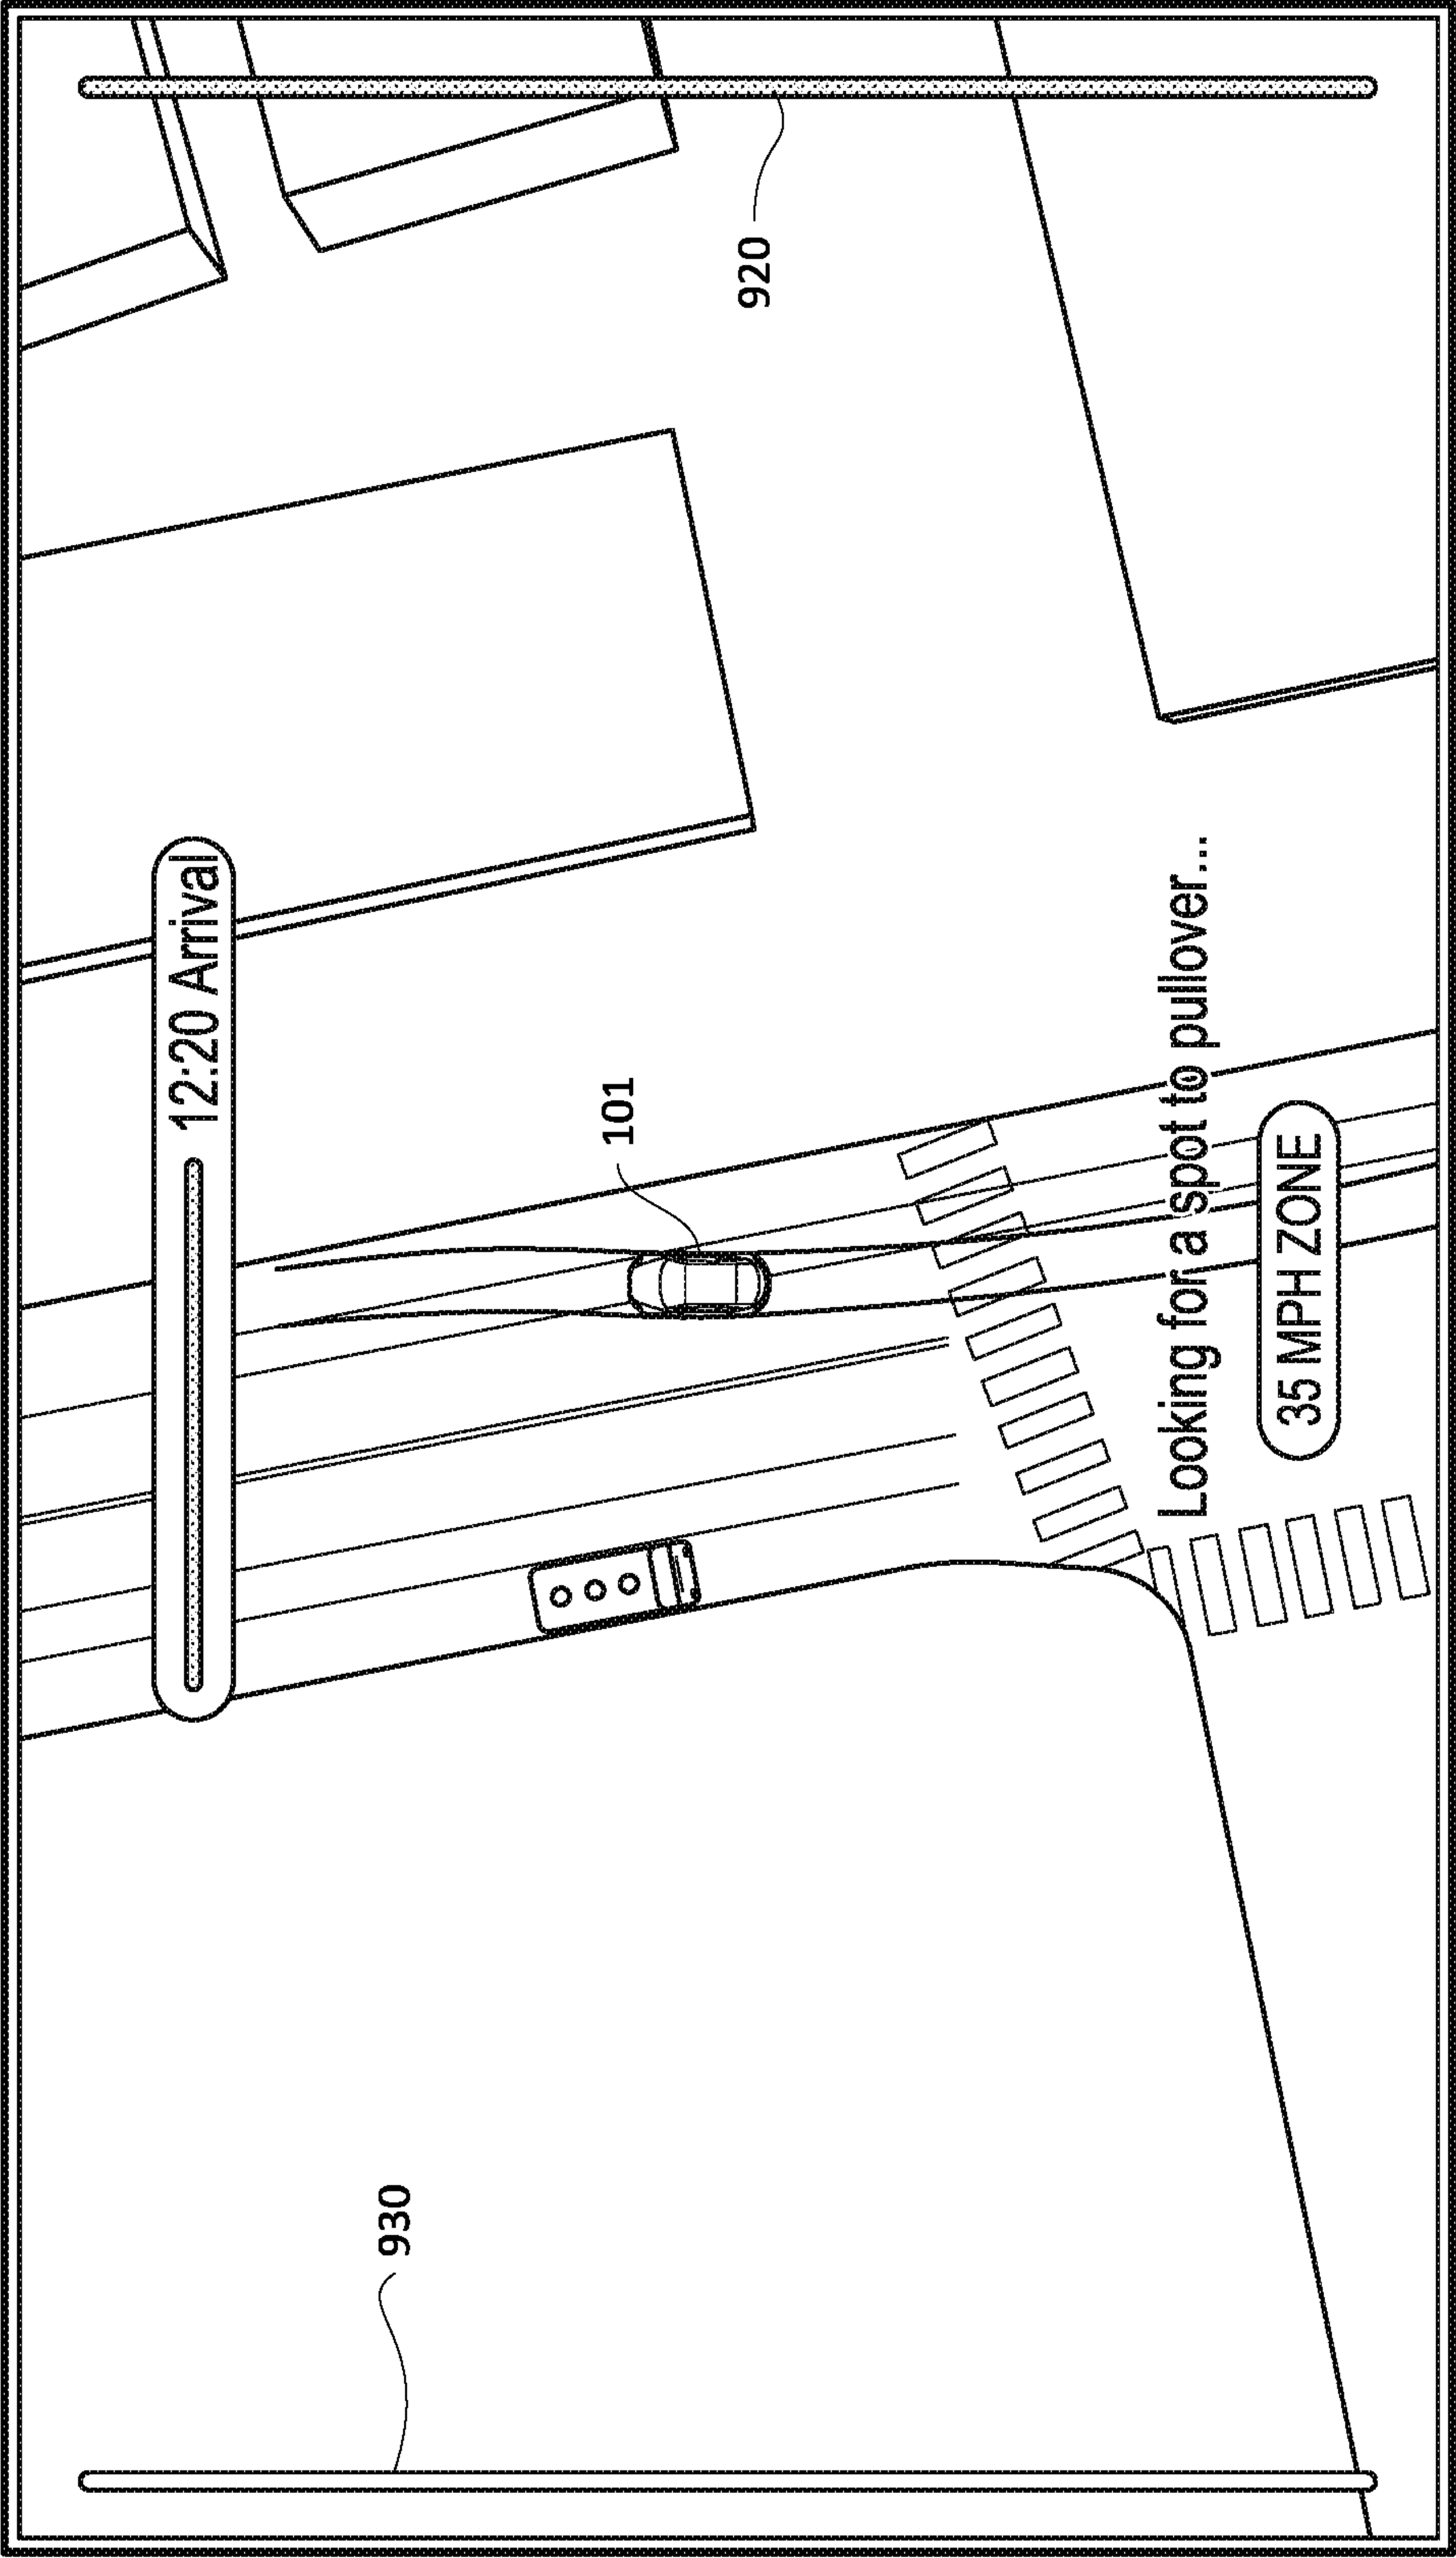 12:20 Arrival
920
101
930
Looking for a spot to pullover...
35 MPH ZONE